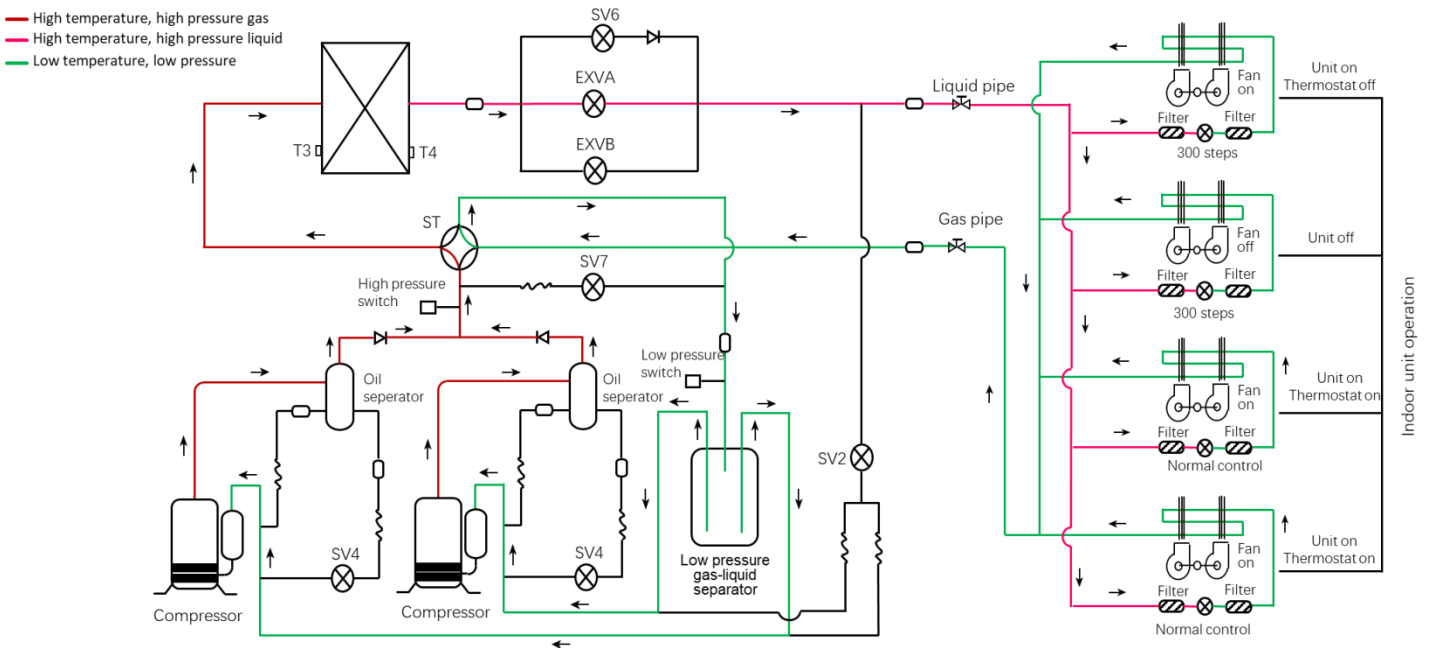 High temperature, high pressure gas
High temperature, high pressure liquid
Low temperature, low pressure
SV6
EXVA
EXVB
T3
T4
ST
SV7
High pressure
switch
Low pressure
switch
Oil
seperator
Oil
seperator
SV4
SV4
Compressor
Compressor
Low pressure
gas-liquid
separator
SV2
Liquid pipe
Gas pipe
Fan
on
Filter
Filter
300 steps
Unit on
Thermostat off
Fan
off
Filter
Filter
300 steps
Unit off
Fan
on
Filter
Filter
Normal control
Unit on
Thermostat on
Fan
on
Filter
Filter
Normal control
Unit on
Thermostat on
Indoor unit operation